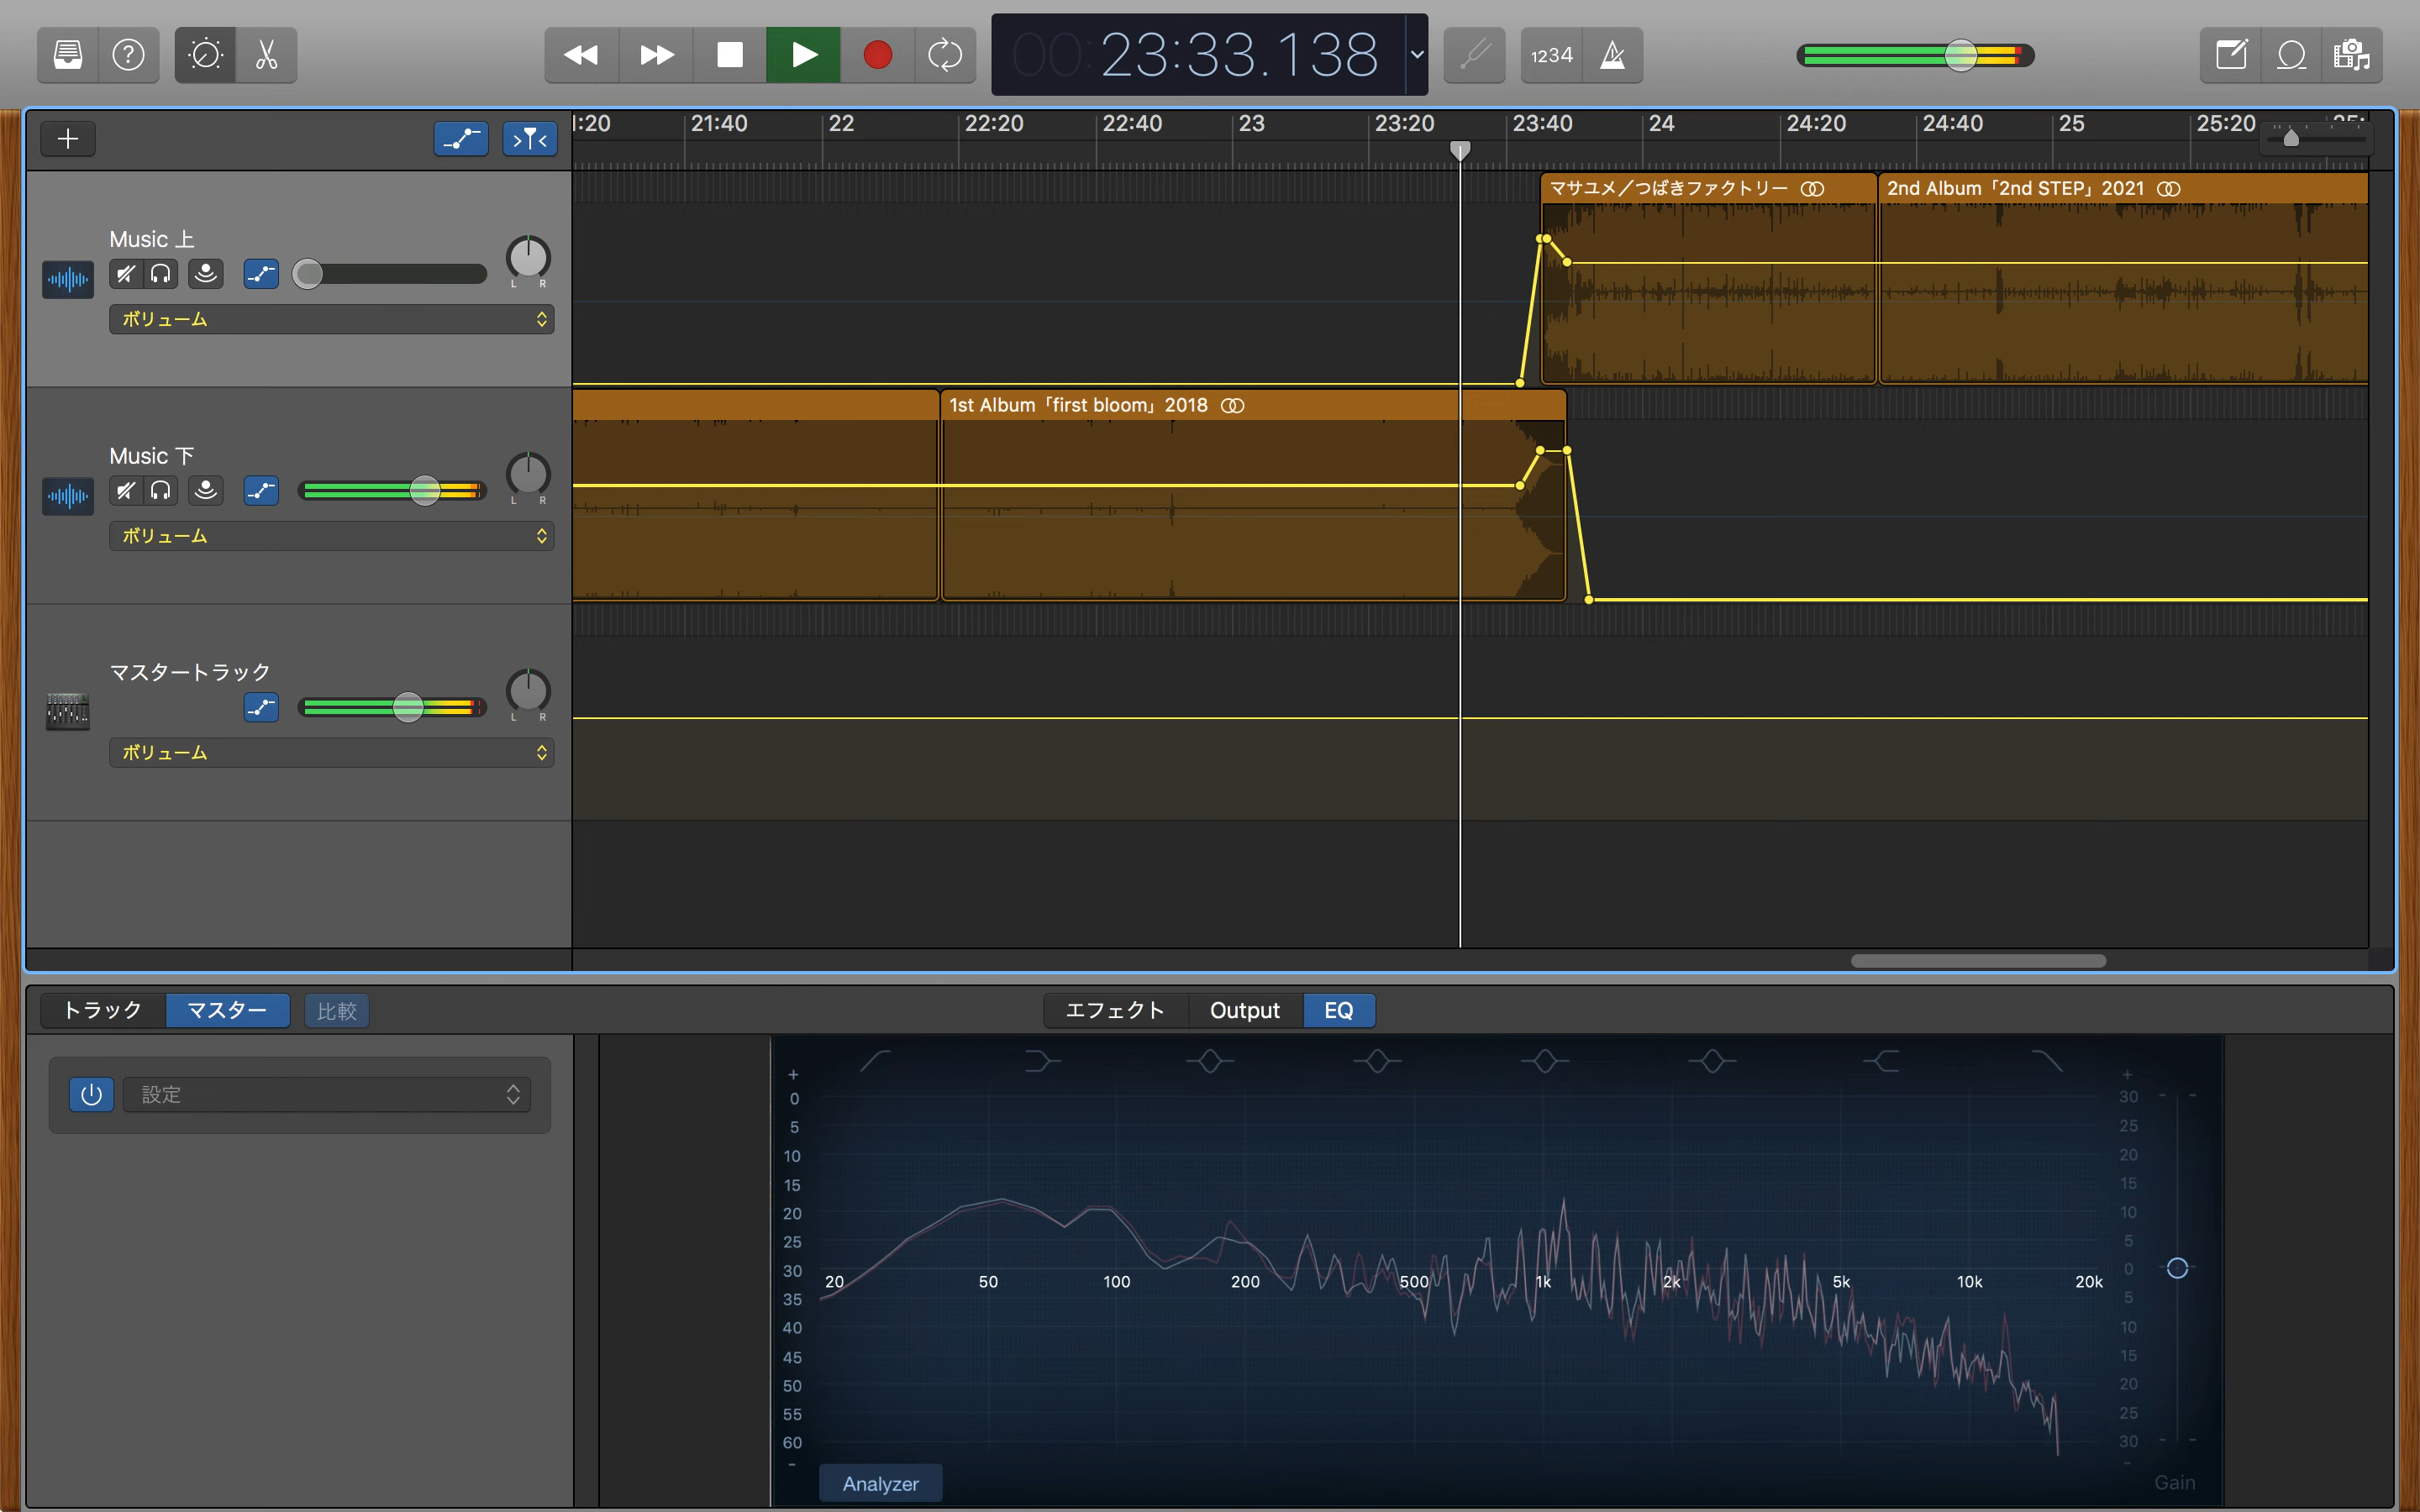 00:23:33.138
1234
1:20 21:40 22 22:20 22:40 23 23:20 23:40 24 24:20 24:40 25 25:20
マサユメ／つばきファクトリー
2nd Album「2nd STEP」2021
Music 上
L R
ボリューム
1st Album「first bloom」2018
Music 下
L R
ボリューム
マスタートラック
L R
ボリューム
トラック マスター 比較
エフェクト Output EQ
設定
+ +
0 30
5 25
10 20
15 15
20 10
25 5
30 20 50 100 200 500 1k 2k 5k 10k 20k 0
35 5
40 10
45 15
50 20
55 25
60 30
- -
Analyzer
Gain